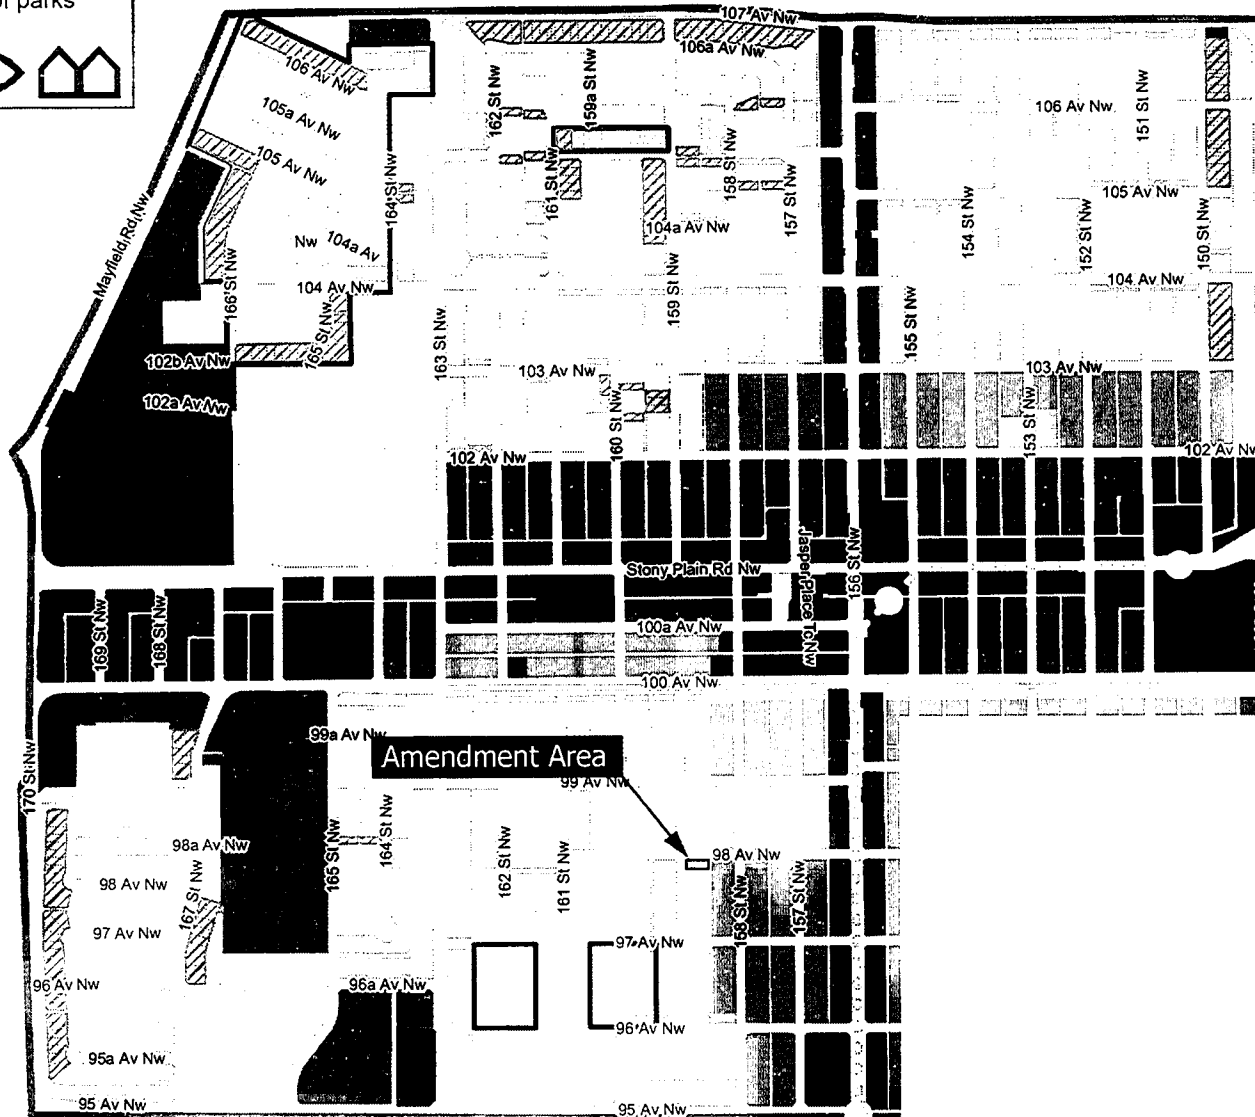 of parks
107 Av Nw
106a Av Nw
106 Av Nw
162 St Nw
159a St Nw
151 St Nw
106 Av Nw
105a Av Nw
105 Av Nw
164 St Nw
161 St Nw
158 St Nw
157 St Nw
154 St Nw
105 Av Nw
152 St Nw
150 St Nw
Mayfield Rd Nw
Nw
104a Av
104a Av Nw
166 St Nw
104 Av Nw
104 Av Nw
165 St Nw
163 St Nw
159 St Nw
155 St Nw
102b Av Nw
103 Av Nw
103 Av Nw
102a Av Nw
160 St Nw
153 St Nw
102 Av Nw
102 Av Nw
Stony Plain Rd Nw
Jasper Place Tc Nw
156 St Nw
169 St Nw
168 St Nw
100a Av Nw
100 Av Nw
170 St Nw
99a Av Nw
Amendment Area
99 Av Nw
98a Av Nw
165 St Nw
164 St Nw
162 St Nw
161 St Nw
98 Av Nw
98 Av Nw
167 St Nw
158 St Nw
157 St Nw
97 Av Nw
97 Av Nw
96 Av Nw
96a Av Nw
96 Av Nw
95a Av Nw
95 Av Nw
95 Av Nw